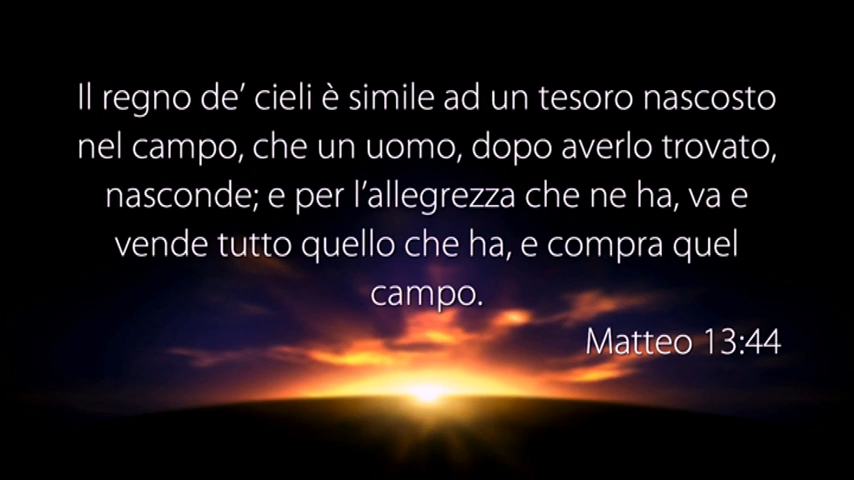 Il regno de’ cieli è simile ad un tesoro nascosto
nel campo, che un uomo, dopo averlo trovato,
nasconde; e per l’allegrezza che ne ha, va e
vende tutto quello che ha, e compra quel
campo.
Matteo 13:44